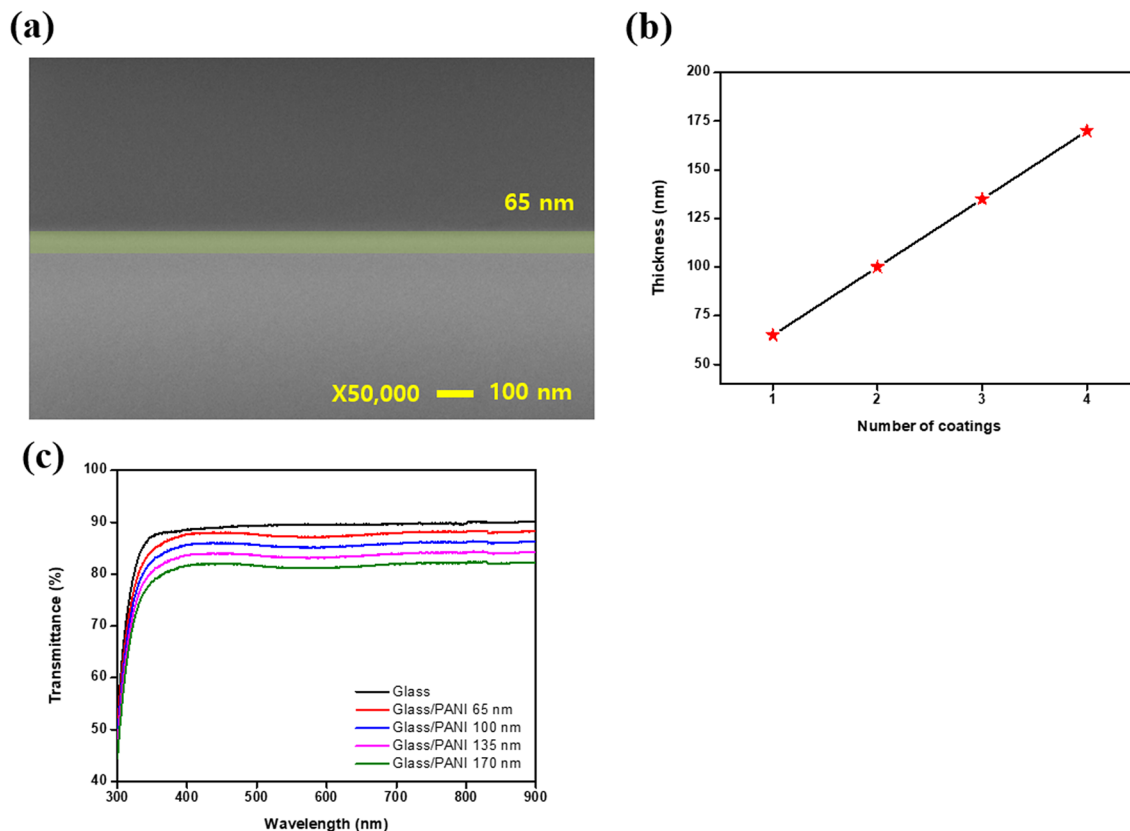 (a)
65 nm
X50,000 100 nm
(b)
200
175
150
125
100
75
50
Thickness (nm)
1 2 3 4
Number of coatings
(c)
100
90
80
70
60
50
40
Transmittance (%)
Glass
Glass/PANI 65 nm
Glass/PANI 100 nm
Glass/PANI 135 nm
Glass/PANI 170 nm
300 400 500 600 700 800 900
Wavelength (nm)